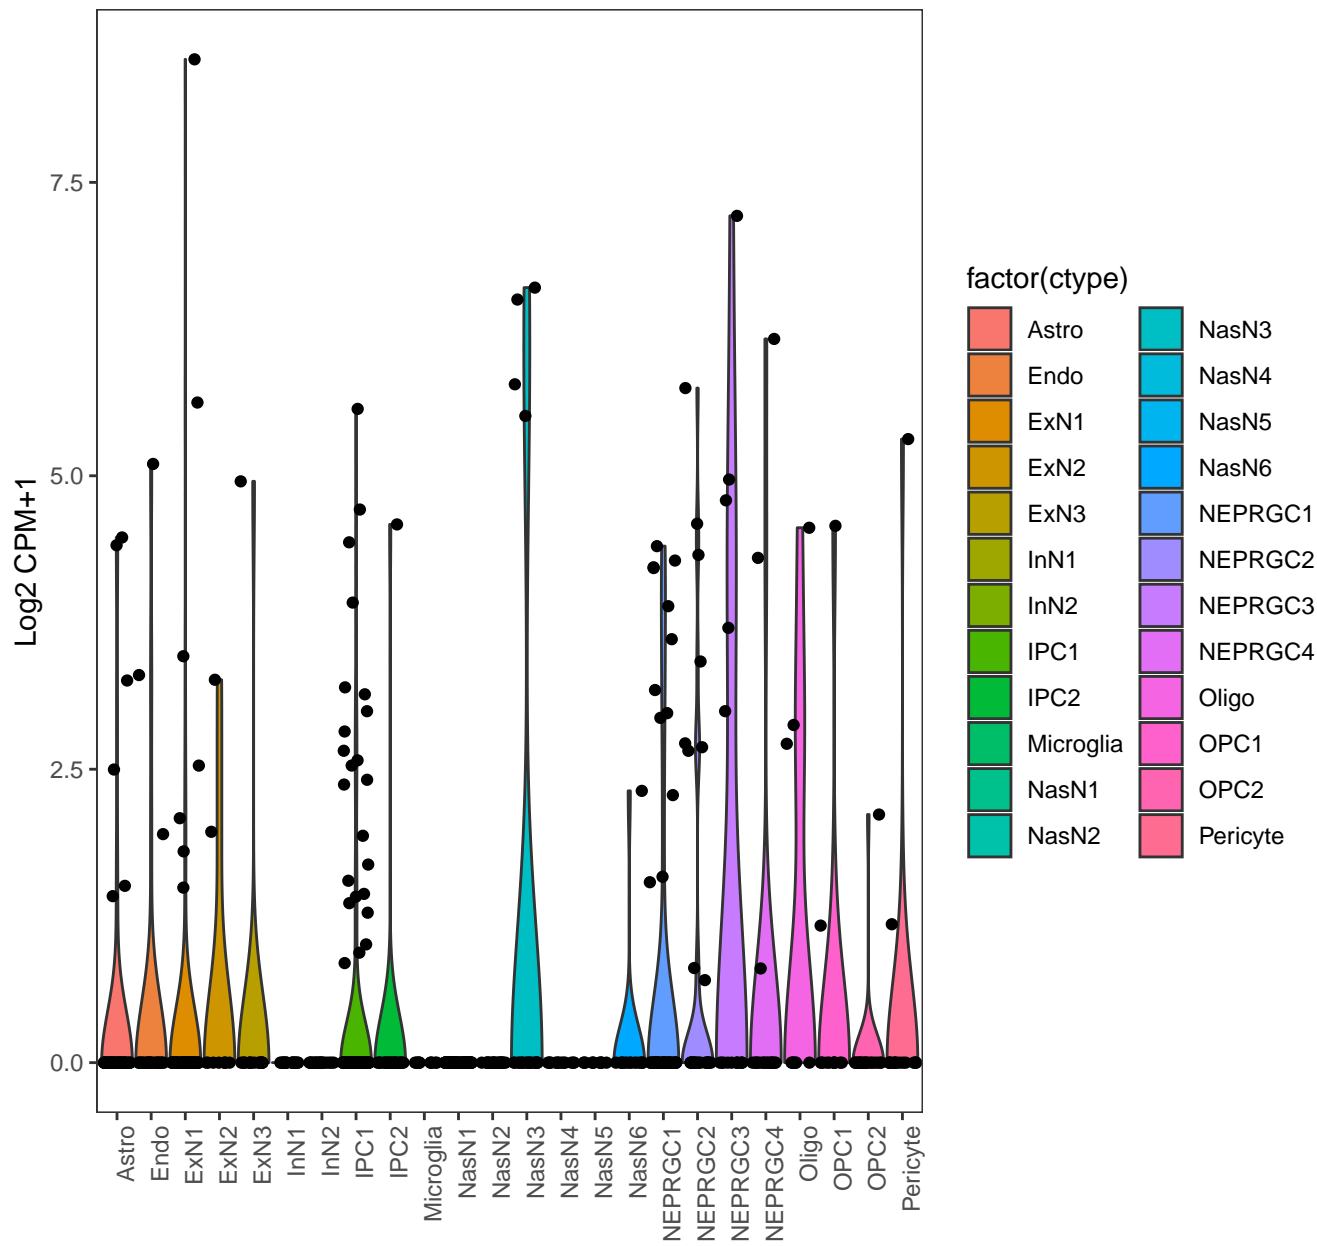 7.5
5.0
2.5
0.0
Log2 CPM+1
Astro
Endo
ExN1
ExN2
ExN3
InN1
InN2
IPC1
IPC2
Microglia
NasN1
NasN2
NasN3
NasN4
NasN5
NasN6
NEPRGC1
NEPRGC2
NEPRGC3
NEPRGC4
Oligo
OPC1
OPC2
Pericyte
factor(ctype)
Astro
Endo
ExN1
ExN2
ExN3
InN1
InN2
IPC1
IPC2
Microglia
NasN1
NasN2
NasN3
NasN4
NasN5
NasN6
NEPRGC1
NEPRGC2
NEPRGC3
NEPRGC4
Oligo
OPC1
OPC2
Pericyte